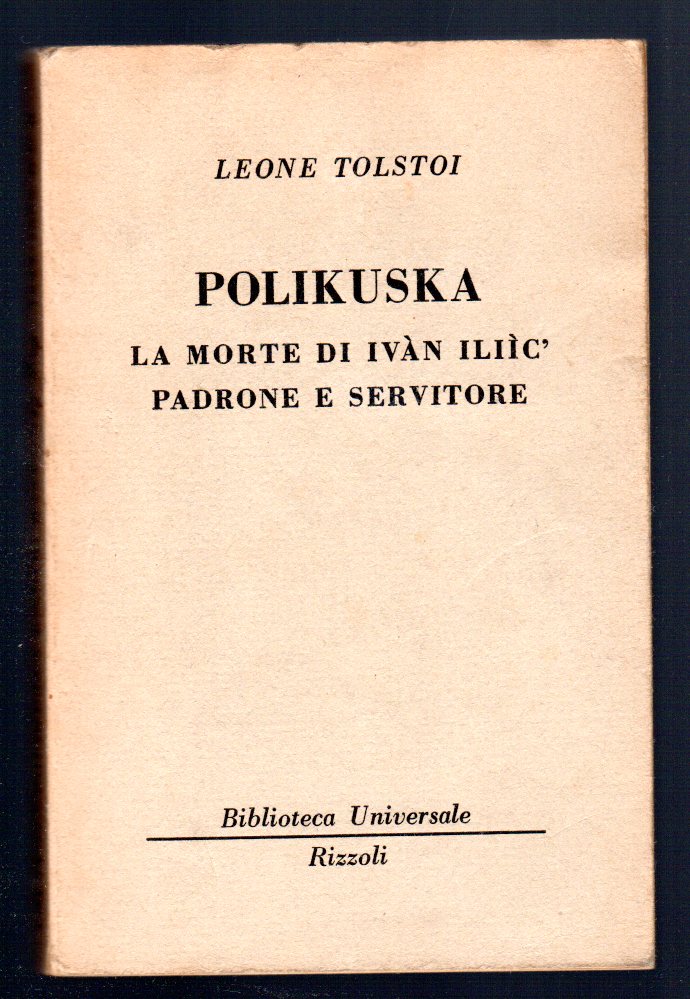 LEONE TOLSTOI
POLIKUSKA
LA MORTE DI IVÀN ILIÌC’
PADRONE E SERVITORE
Biblioteca Universale
Rizzoli